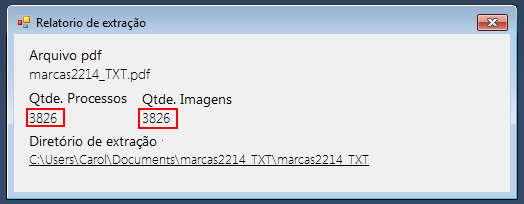 Relatorio de extração
Arquivo pdf
marcas2214_TXT.pdf
Qtde. Processos Qtde. Imagens
3826 3826
Diretório de extração
C:\Users\Carol\Documents\marcas2214_TXT\marcas2214_TXT